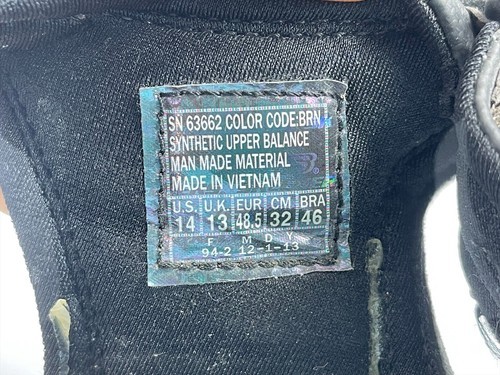 SN 63662 COLOR CODE:BRN
SYNTHETIC UPPER BALANCE
MAN MADE MATERIAL
MADE IN VIETNAM
U.S. U.K. EUR CM BRA
14 13 48.5 32 46
F M D Y
94-2 12-1-13